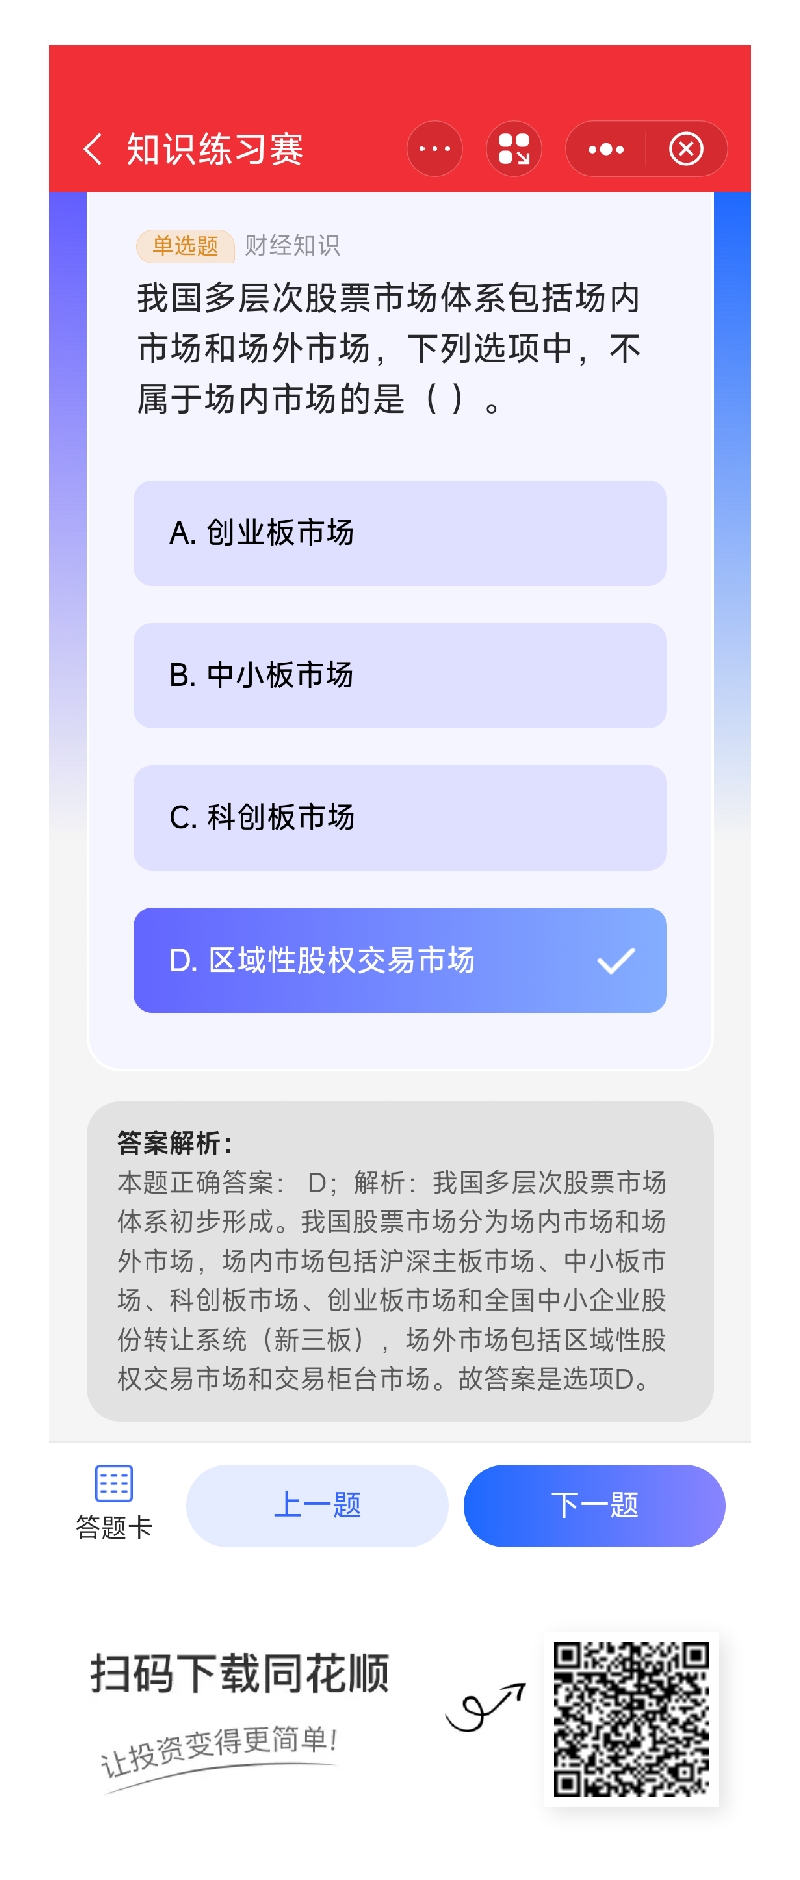 知识练习赛
单选题 财经知识
我国多层次股票市场体系包括场内
市场和场外市场，下列选项中，不
属于场内市场的是（ ）。
A. 创业板市场
B. 中小板市场
C. 科创板市场
D. 区域性股权交易市场
答案解析：
本题正确答案： D；解析：我国多层次股票市场
体系初步形成。我国股票市场分为场内市场和场
外市场，场内市场包括沪深主板市场、中小板市
场、科创板市场、创业板市场和全国中小企业股
份转让系统（新三板），场外市场包括区域性股
权交易市场和交易柜台市场。故答案是选项D。
答题卡
上一题
下一题
扫码下载同花顺
让投资变得更简单!